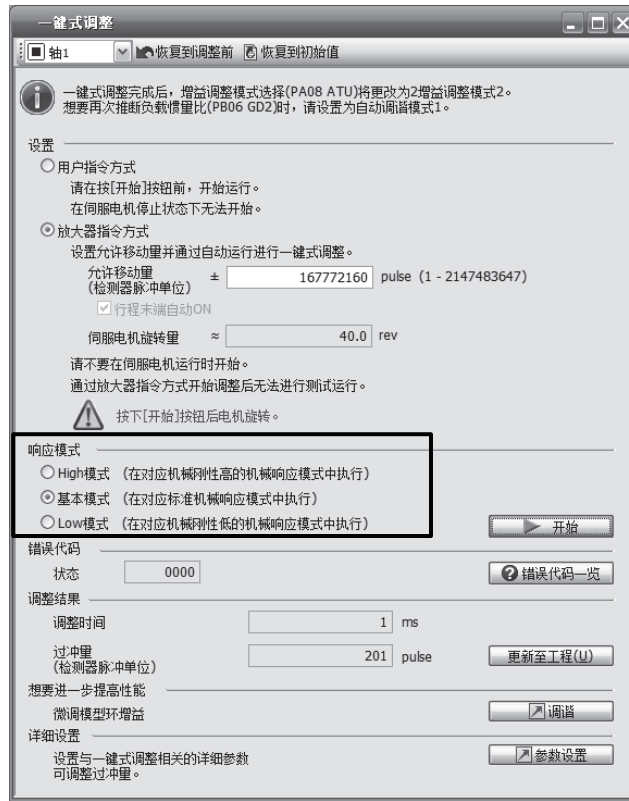 一键式调整
轴1 恢复到调整前 恢复到初始值
一键式调整完成后，增益调整模式选择(PA08 ATU)将更改为2增益调整模式2。
想要再次推断负载惯量比(PB06 GD2)时，请设置为自动调谐模式1。
设置
用户指令方式
请在按[开始]按钮前，开始运行。
在伺服电机停止状态下无法开始。
放大器指令方式
设置允许移动量并通过自动运行进行一键式调整。
允许移动量
(检测器脉冲单位) ± 167772160 pulse (1 - 2147483647)
行程末端自动ON
伺服电机旋转量 ≈ 40.0 rev
请不要在伺服电机运行时开始。
通过放大器指令方式开始调整后无法进行测试运行。
按下[开始]按钮后电机旋转。
响应模式
High模式 (在对应机械刚性高的机械响应模式中执行)
基本模式 (在对应标准机械响应模式中执行)
Low模式 (在对应机械刚性低的机械响应模式中执行)
开始
错误代码
状态 0000 错误代码一览
调整结果
调整时间 1 ms
过冲量
(检测器脉冲单位) 201 pulse 更新至工程(U)
想要进一步提高性能
微调模型环增益 调谐
详细设置
设置与一键式调整相关的详细参数 参数设置
可调整过冲量。